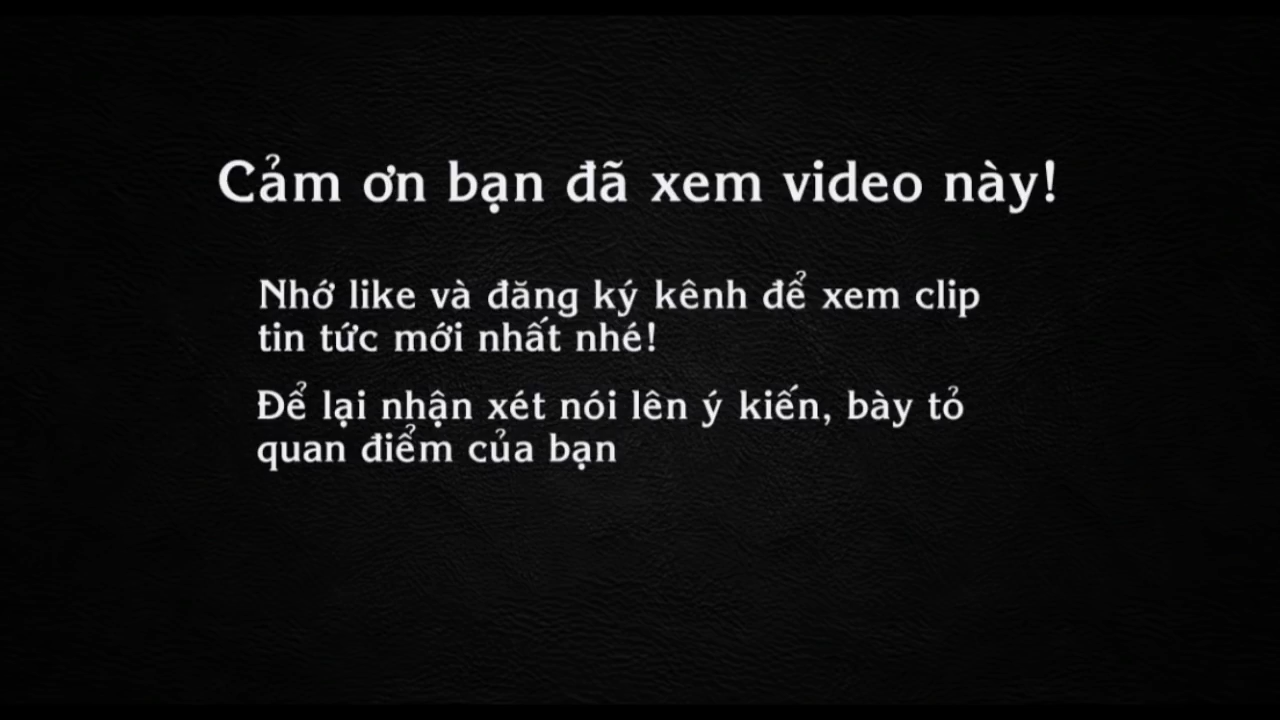 Cảm ơn bạn đã xem video này!
Nhớ like và đăng ký kênh để xem clip
tin tức mới nhất nhé!
Để lại nhận xét nói lên ý kiến, bày tỏ
quan điểm của bạn